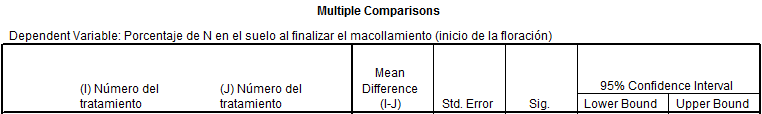 Multiple Comparisons
Dependent Variable: Porcentaje de N en el suelo al finalizar el macollamiento (inicio de la floración)
(I) Número del tratamiento
(J) Número del tratamiento
Mean Difference (I-J)
Std. Error
Sig.
95% Confidence Interval
Lower Bound
Upper Bound